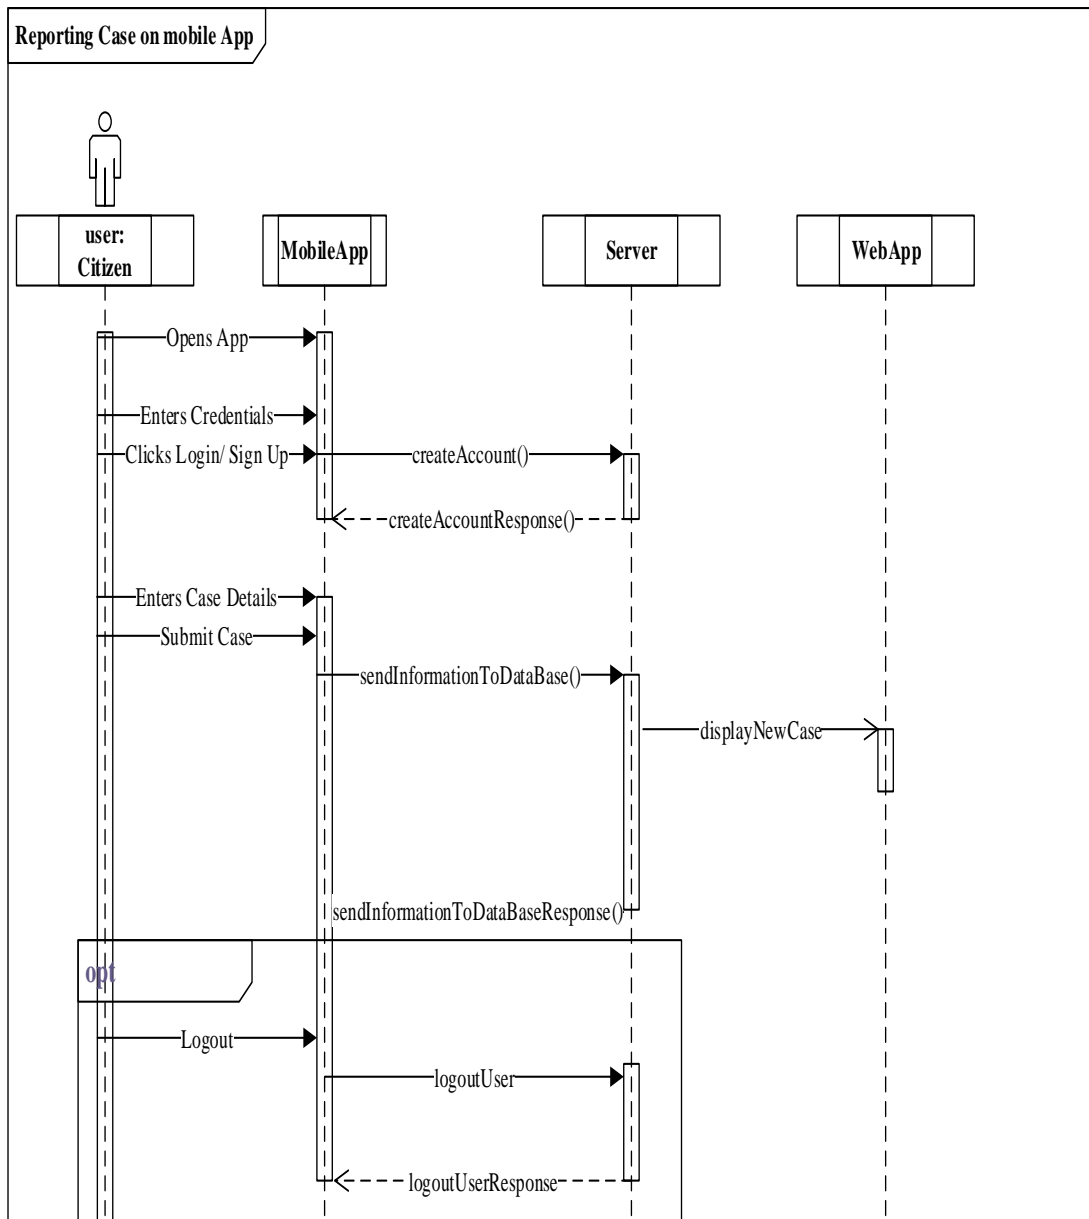 Reporting Case on mobile App
user:
Citizen
MobileApp
Server
WebApp
Opens App
Enters Credentials
Clicks Login/ Sign Up
createAccount()
createAccountResponse()
Enters Case Details
Submit Case
sendInformationToDataBase()
displayNewCase
sendInformationToDataBaseResponse()
opt
Logout
logoutUser
logoutUserResponse